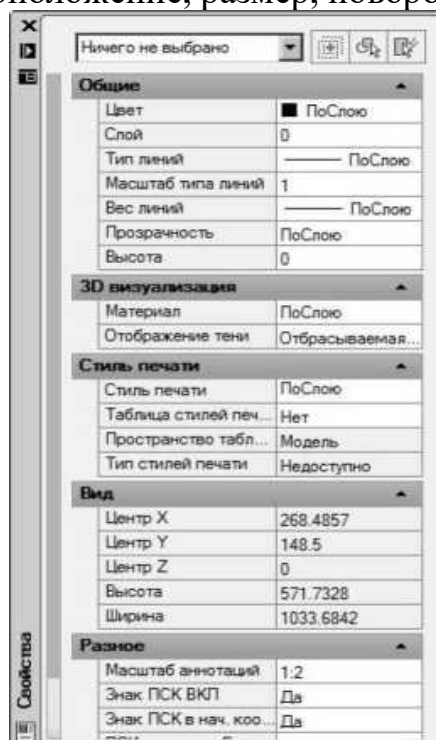 размер, поворо
Ничего не выбрано
Общие
Цвет ПоСлою
Слой 0
Тип линий ПоСлою
Масштаб типа линий 1
Вес линий ПоСлою
Прозрачность ПоСлою
Высота 0
3D визуализация
Материал ПоСлою
Отображение тени Отбрасываемая...
Стиль печати
Стиль печати ПоСлою
Таблица стилей печ... Нет
Пространство табл... Модель
Тип стилей печати Недоступно
Вид
Центр X 268.4857
Центр Y 148.5
Центр Z 0
Высота 571.7328
Ширина 1033.6842
Разное
Масштаб аннотаций 1:2
Знак ПСК ВКЛ Да
Знак ПСК в нач. коо... Да
Свойства